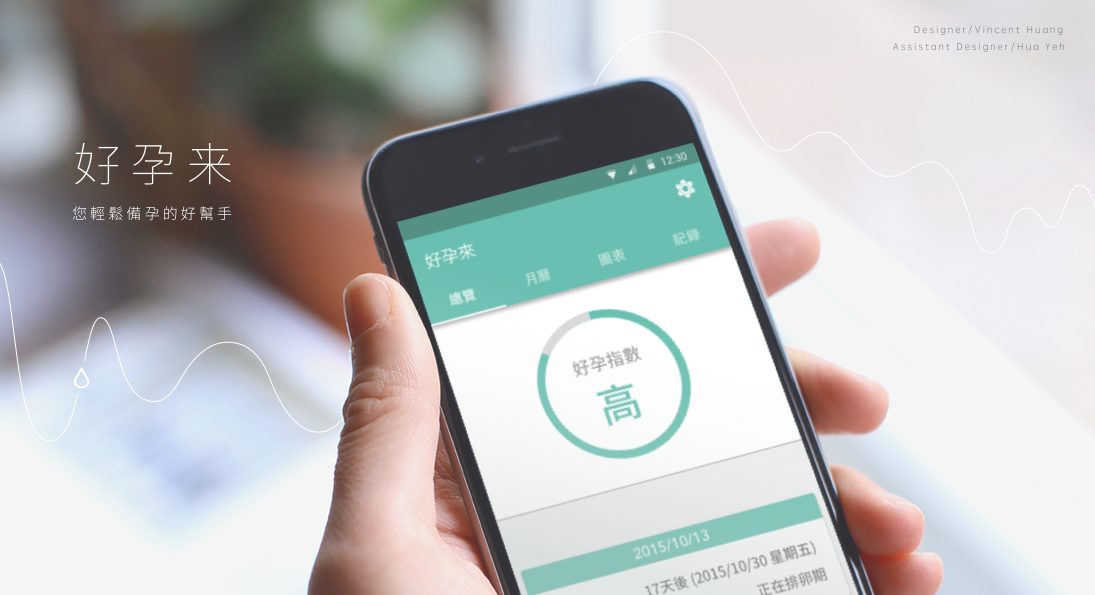 Designer/Vincent Huang
Assistant Designer/Hua Yeh
好孕来
您輕鬆備孕的好幫手
12:30
好孕來
總覽 月曆 圖表 記錄
好孕指數
高
2015/10/13
17天後 (2015/10/30 星期五)
正在排卵期